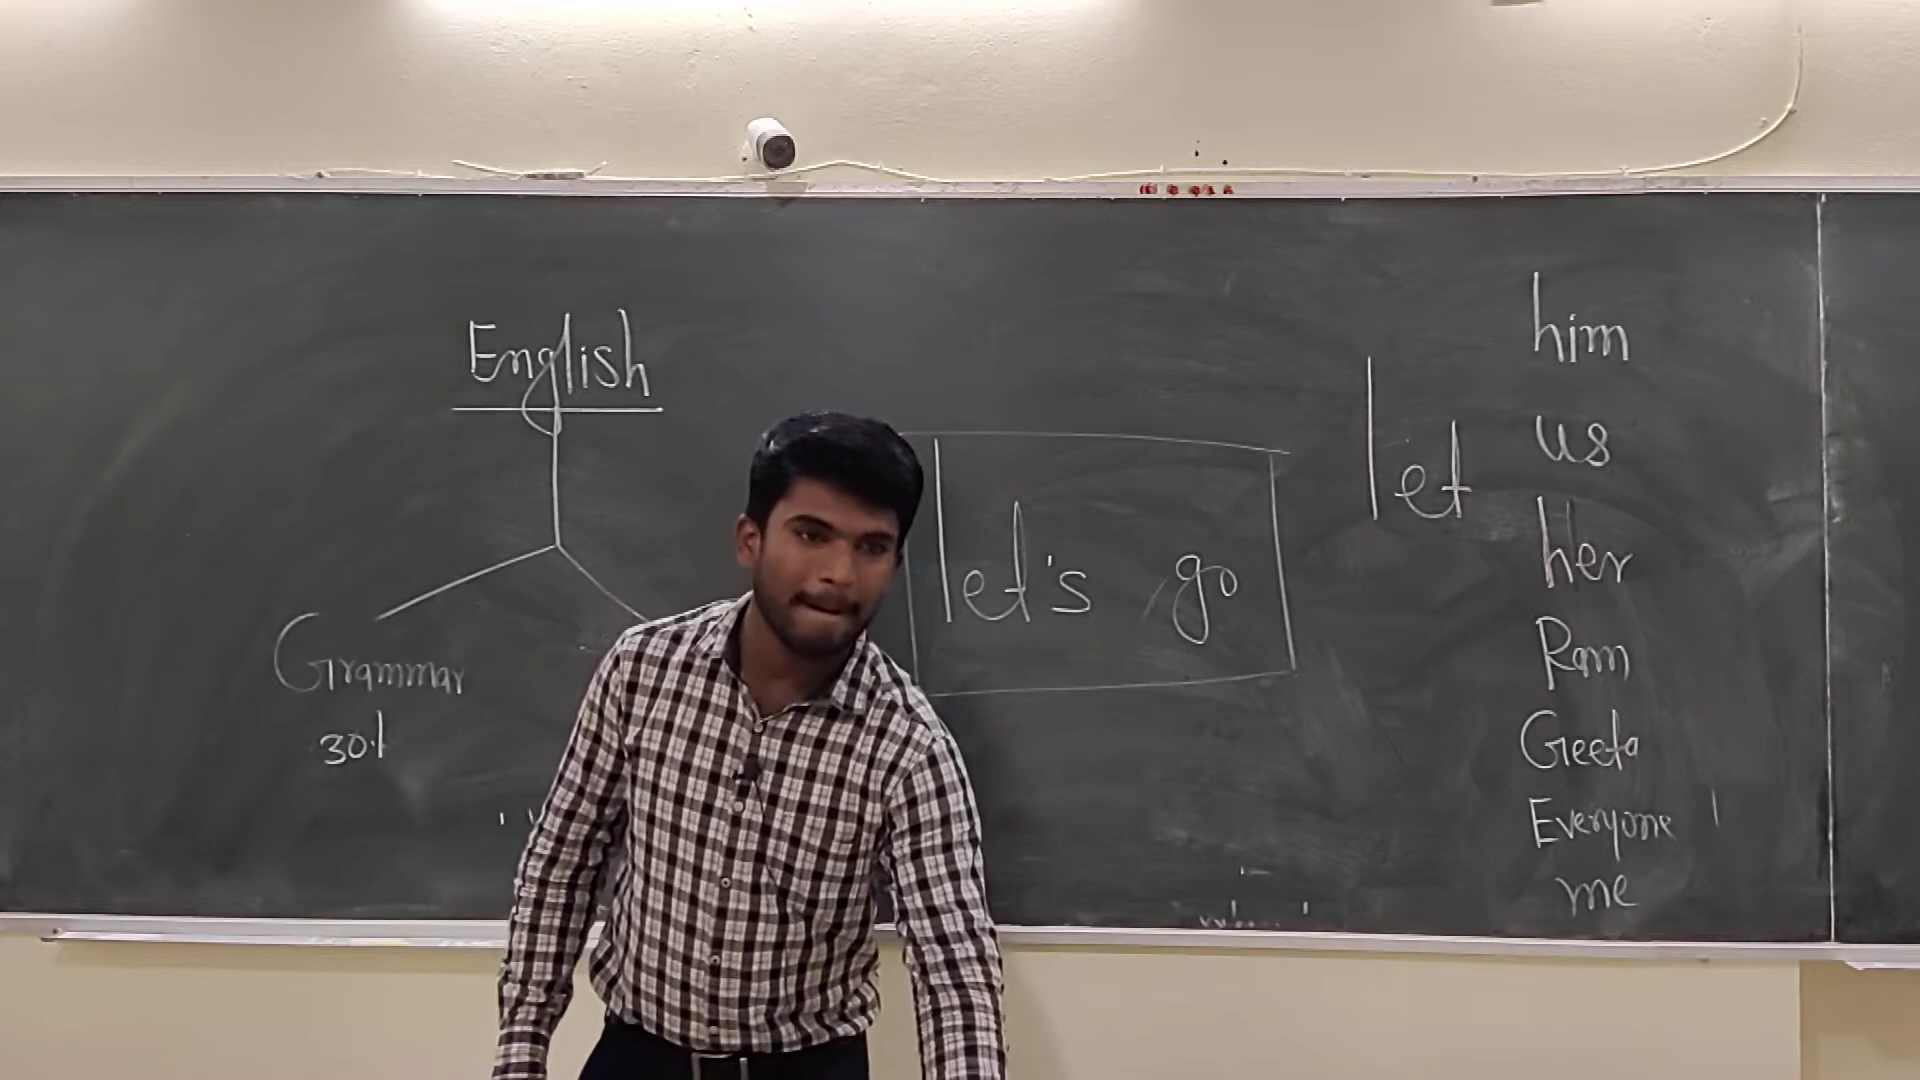 English
Grammar
30%
let's go
let
him
us
her
Ram
Geeta
Everyone
me